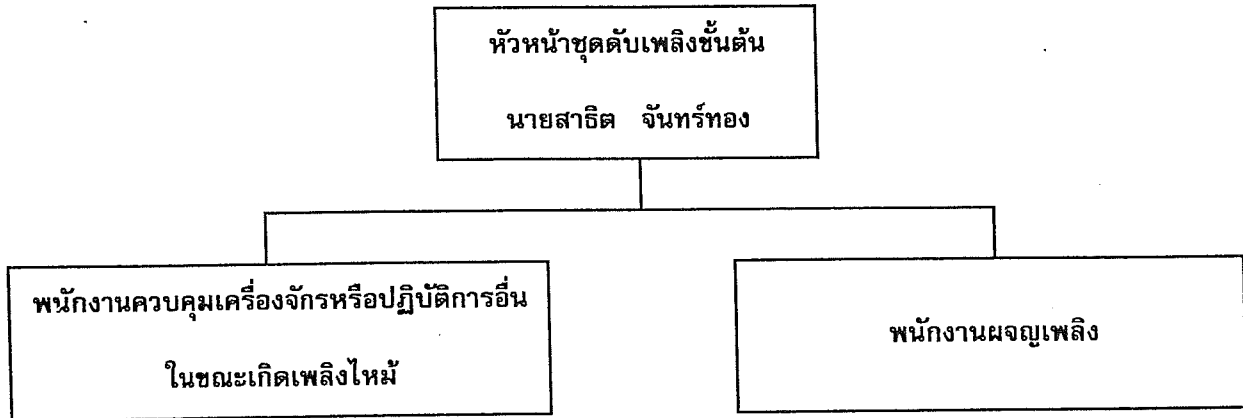 หัวหน้าชุดดับเพลิงชั้นต้น
นายสาธิต จันทร์ทอง
พนักงานควบคุมเครื่องจักรหรือปฏิบัติการอื่น
ในขณะเกิดเพลิงไหม้
พนักงานผจญเพลิง